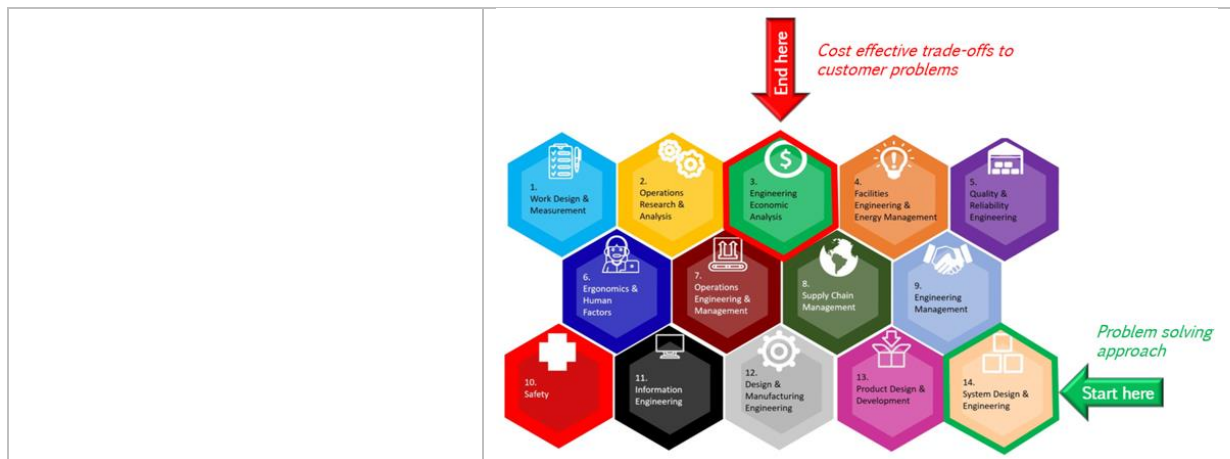 End here
Cost effective trade-offs to
customer problems
1.
Work Design &
Measurement
2.
Operations
Research &
Analysis
$
3.
Engineering
Economic
Analysis
4.
Facilities
Engineering &
Energy Management
5.
Quality &
Reliability
Engineering
6.
Ergonomics &
Human
Factors
7.
Operations
Engineering &
Management
8.
Supply Chain
Management
9.
Engineering
Management
Problem solving
approach
10.
Safety
11.
Information
Engineering
12.
Design &
Manufacturing
Engineering
13.
Product Design &
Development
14.
System Design &
Engineering
Start here